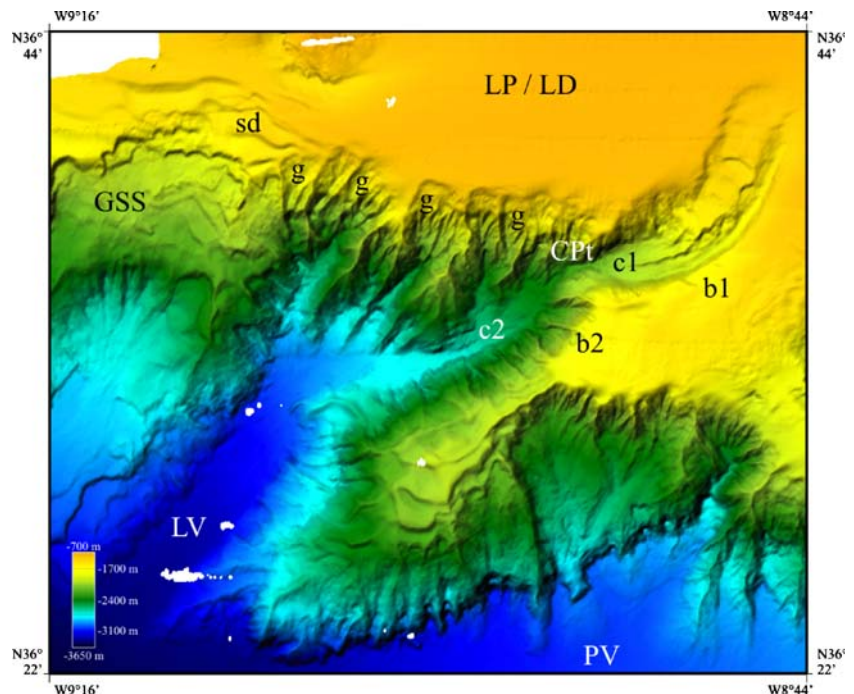 W9°16' W8°44'
N36° N36°
44' 44'
LP / LD
sd
g
g
GSS
g
g
CPt
c1
b1
c2
b2
LV
-700 m
-1700 m
-2400 m
-3100 m
-3650 m
PV
N36° N36°
22' 22'
W9°16' W8°44'